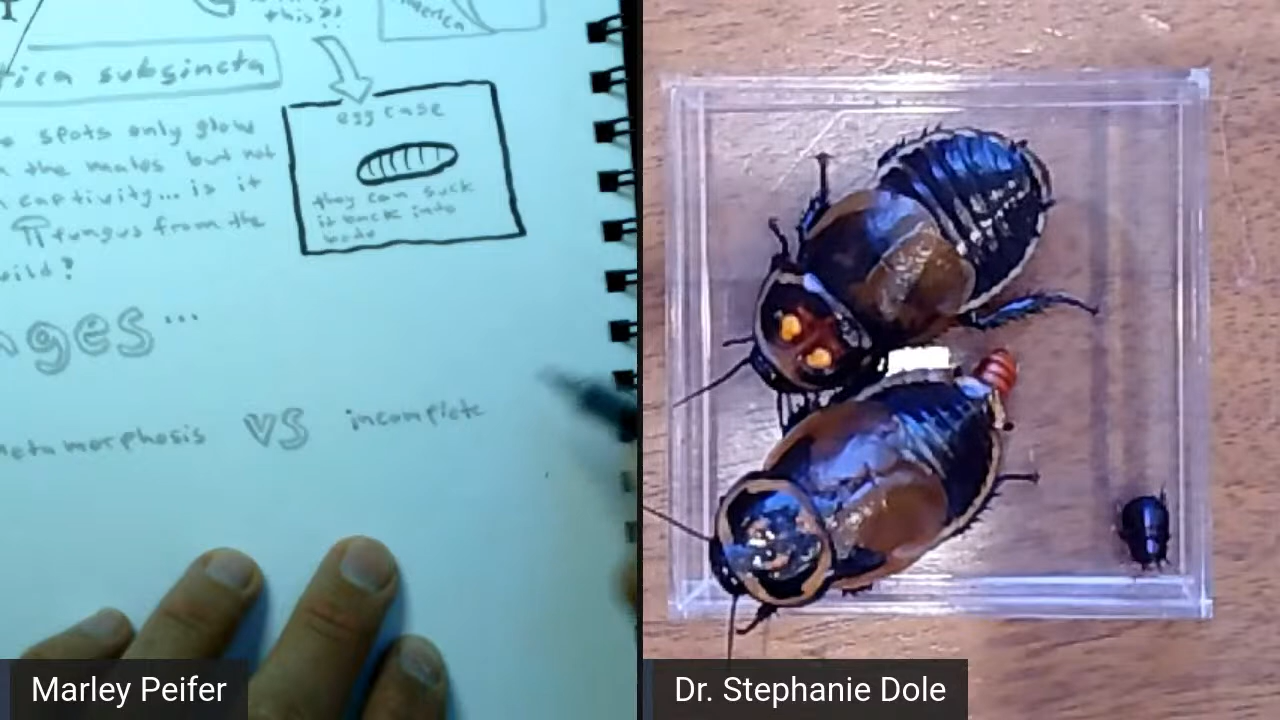 this?!
America
tica subsincta
spots only glow
n the males but not
n captivity... is it
fungus from the
wild?
egg case
they can suck
it back into
body
nges...
metamorphosis VS incomplete
Marley Peifer
Dr. Stephanie Dole